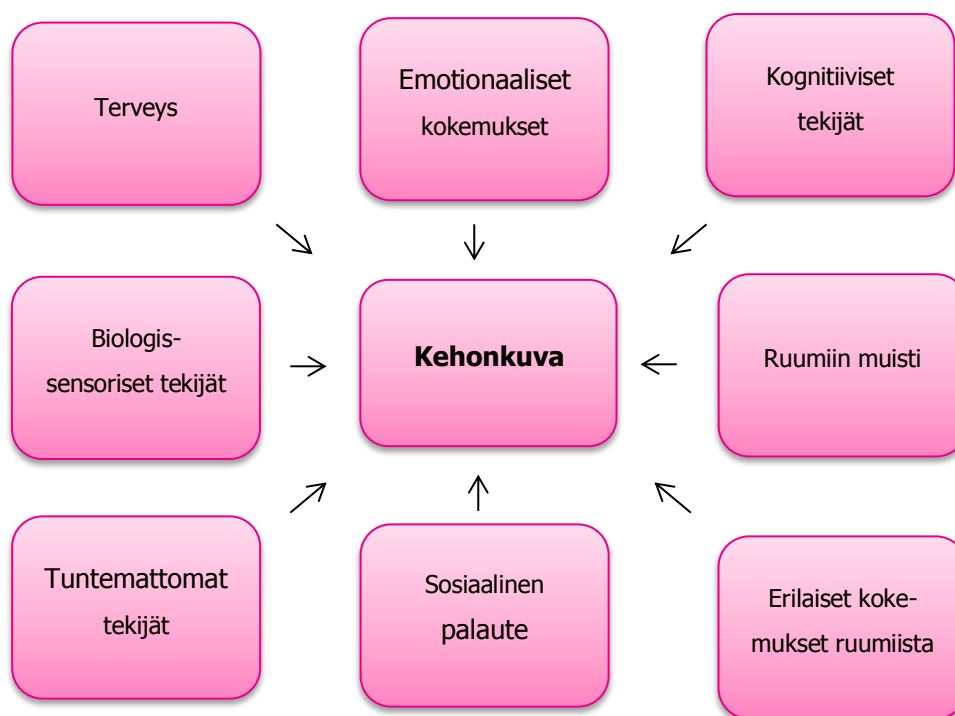 Terveys
Emotionaaliset
kokemukset
Kognitiiviset
tekijät
Biologis-
sensoriset tekijät
Kehonkuva
Ruumiin muisti
Tuntemattomat
tekijät
Sosiaalinen
palaute
Erilaiset koke-
mukset ruumiista